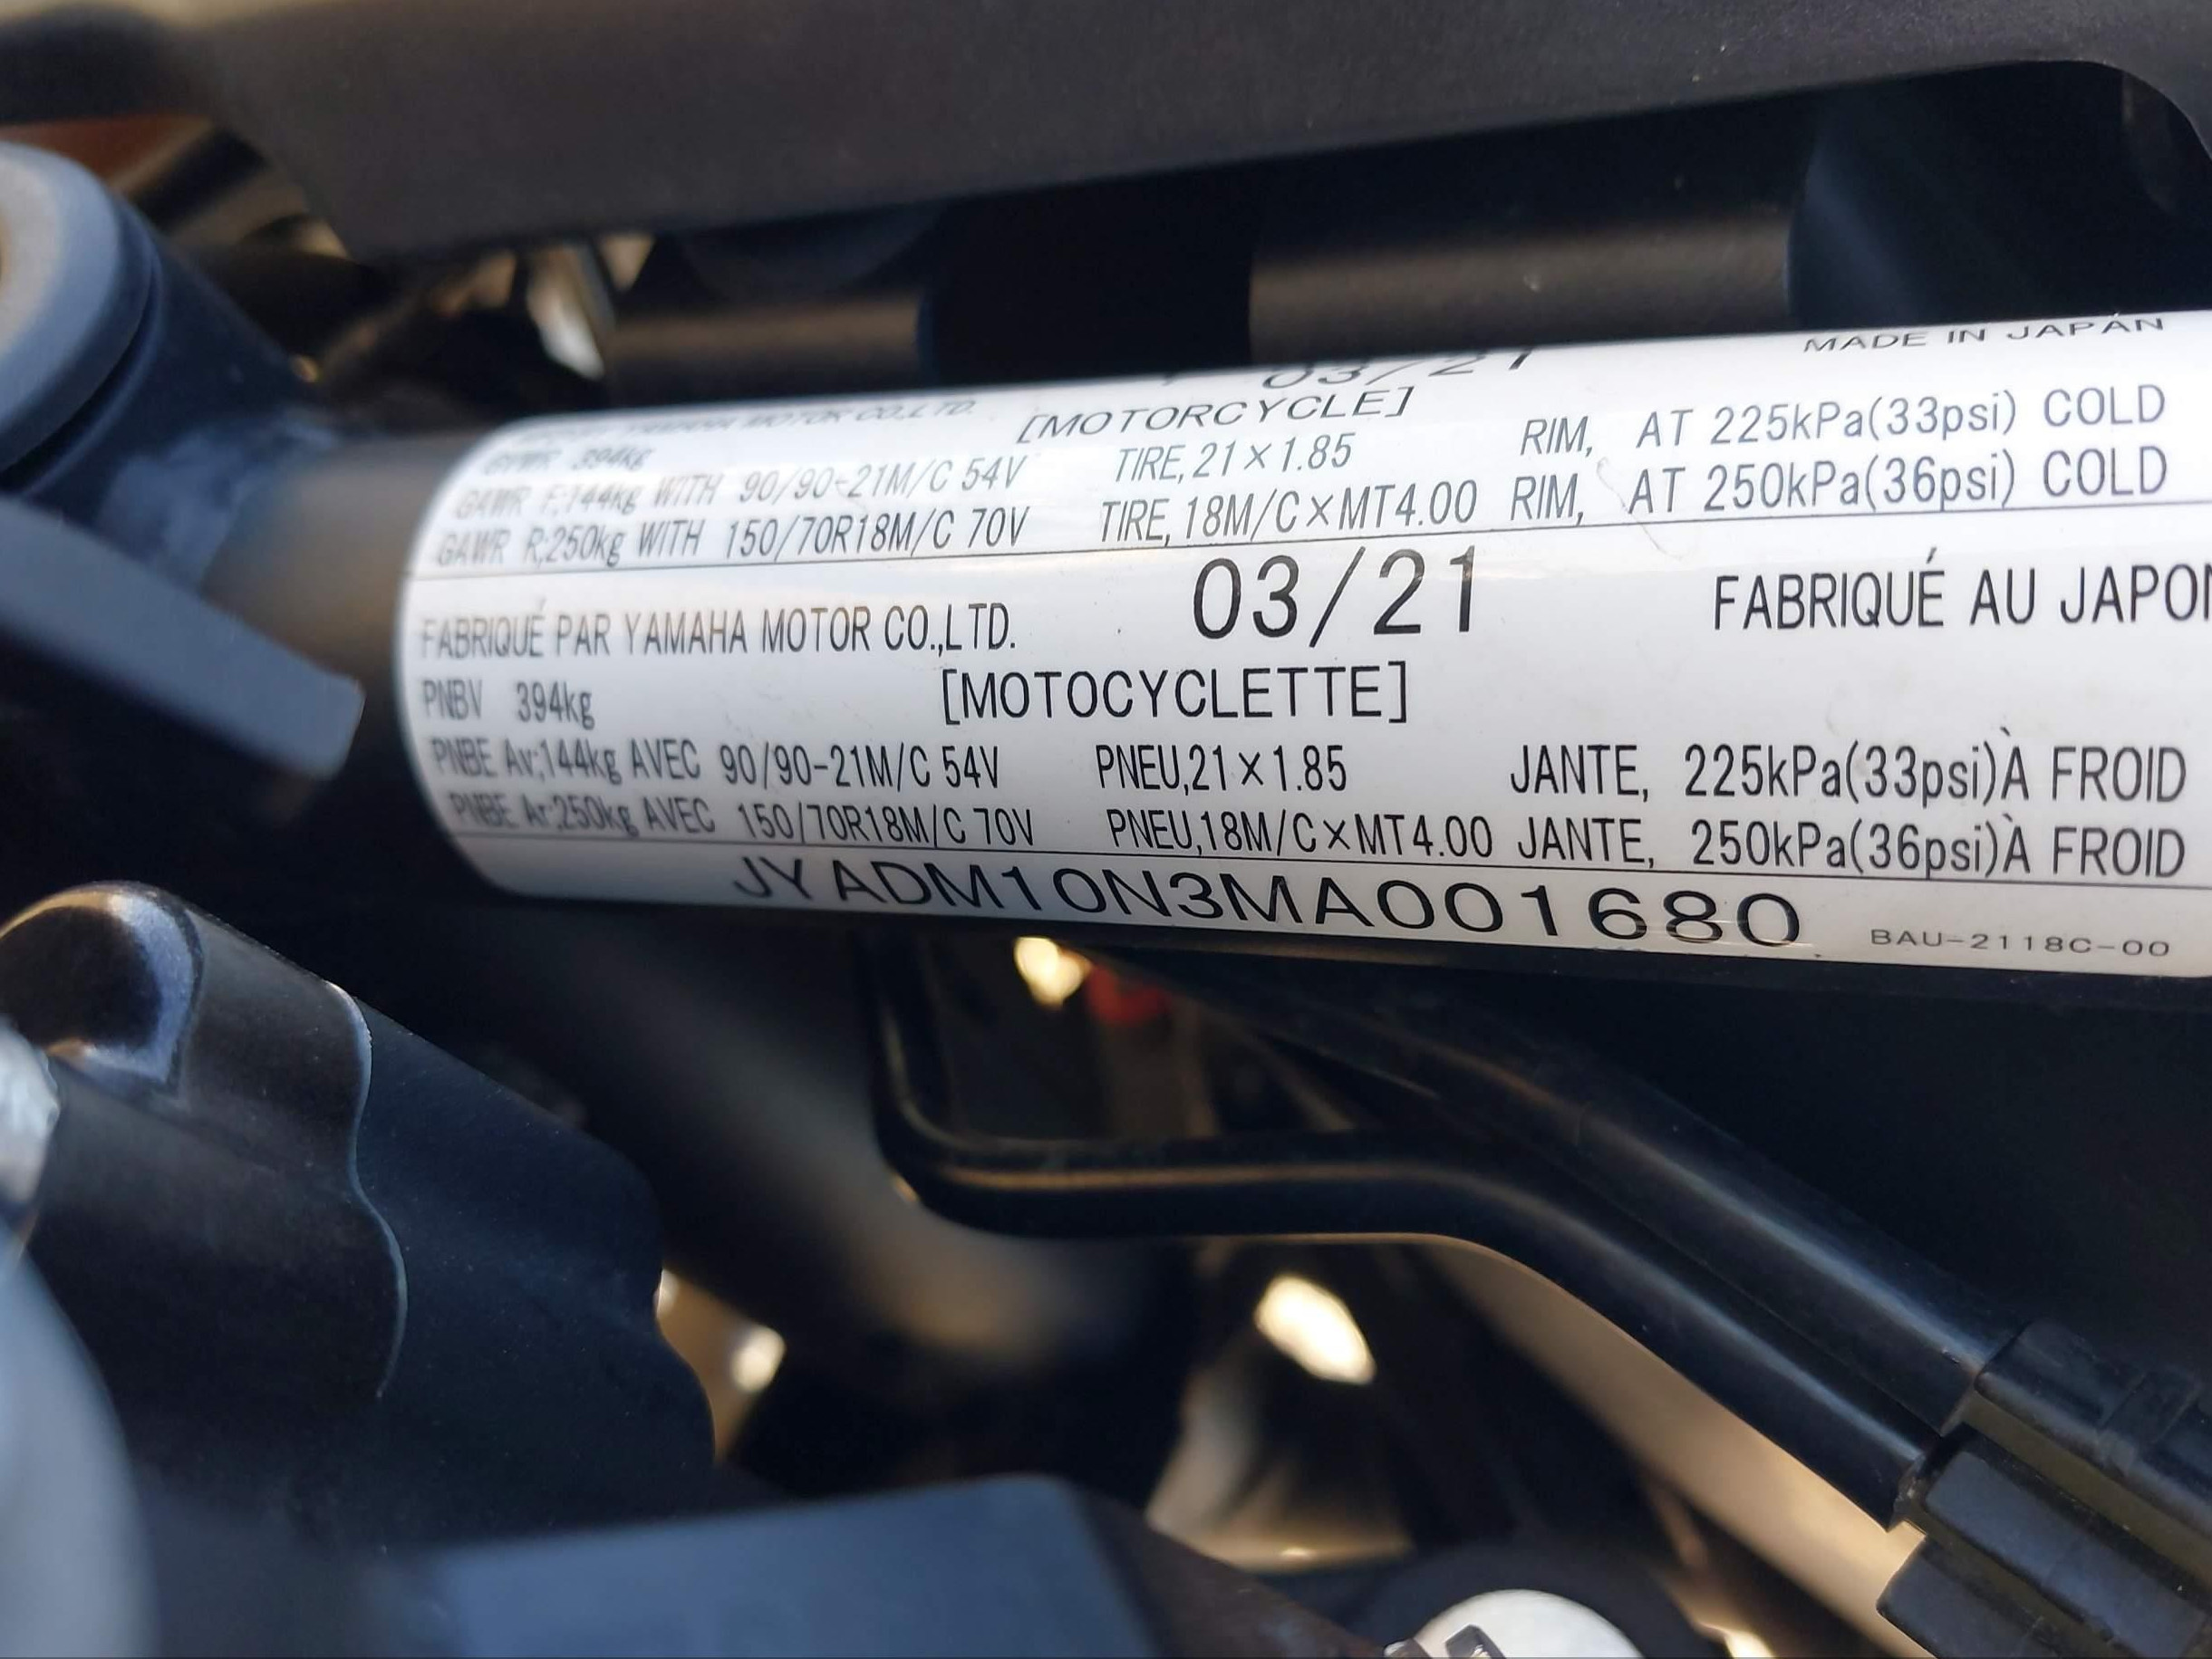 YAMAHA MOTOR CO.,LTD. 03/21 MADE IN JAPAN
GVWR 394kg [MOTORCYCLE]
GAWR F;144kg WITH 90/90-21M/C 54V TIRE,21×1.85 RIM, AT 225kPa(33psi) COLD
GAWR R;250kg WITH 150/70R18M/C 70V TIRE,18M/C×MT4.00 RIM, AT 250kPa(36psi) COLD
FABRIQUÉ PAR YAMAHA MOTOR CO.,LTD. 03/21 FABRIQUÉ AU JAPON
PNBV 394kg [MOTOCYCLETTE]
PNBE Av;144kg AVEC 90/90-21M/C 54V PNEU,21×1.85 JANTE, 225kPa(33psi)À FROID
PNBE Ar;250kg AVEC 150/70R18M/C 70V PNEU,18M/C×MT4.00 JANTE, 250kPa(36psi)À FROID
JYADM10N3MA001680 BAU-2118C-00